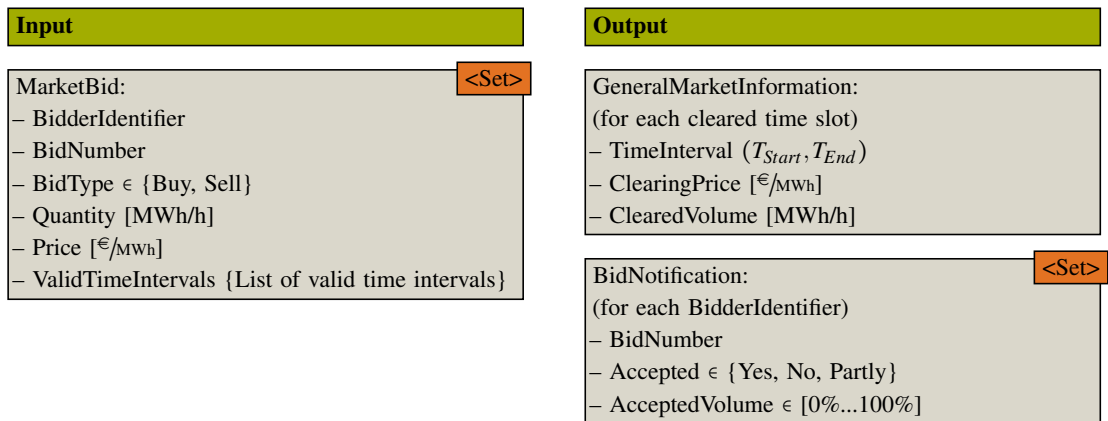 Input
MarketBid:
<Set>
– BidderIdentifier
– BidNumber
– BidType ∈ {Buy, Sell}
– Quantity [MWh/h]
– Price [€/MWh]
– ValidTimeIntervals {List of valid time intervals}
Output
GeneralMarketInformation:
(for each cleared time slot)
– TimeInterval (T_Start, T_End)
– ClearingPrice [€/MWh]
– ClearedVolume [MWh/h]
BidNotification:
<Set>
(for each BidderIdentifier)
– BidNumber
– Accepted ∈ {Yes, No, Partly}
– AcceptedVolume ∈ [0%...100%]